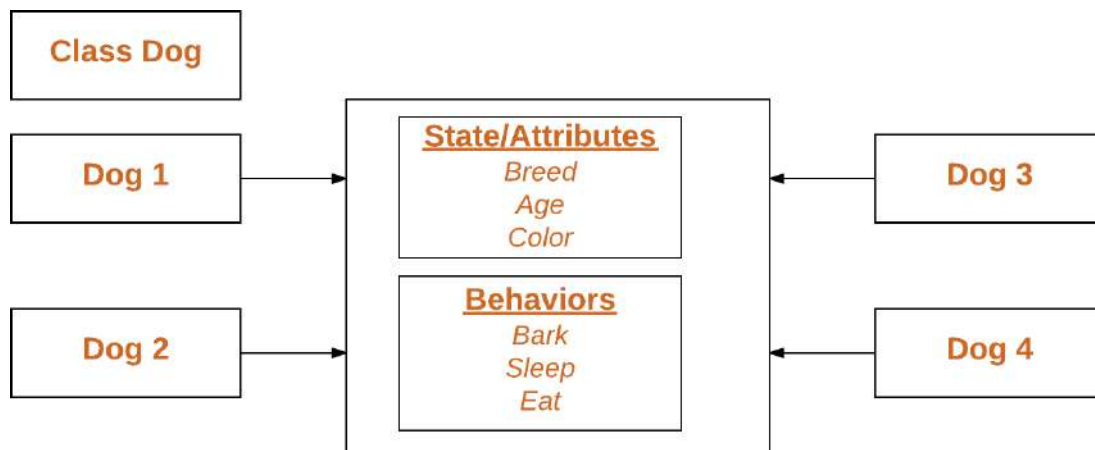 Class Dog
Dog 1
Dog 2
State/Attributes
Breed
Age
Color
Behaviors
Bark
Sleep
Eat
Dog 3
Dog 4